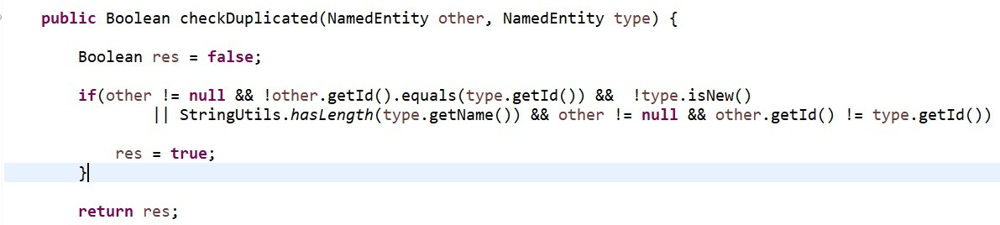 public Boolean checkDuplicated(NamedEntity other, NamedEntity type) {
Boolean res = false;
if(other != null && !other.getId().equals(type.getId()) &&  !type.isNew()
|| StringUtils.hasLength(type.getName()) && other != null && other.getId() != type.getId())
res = true;
}
return res;